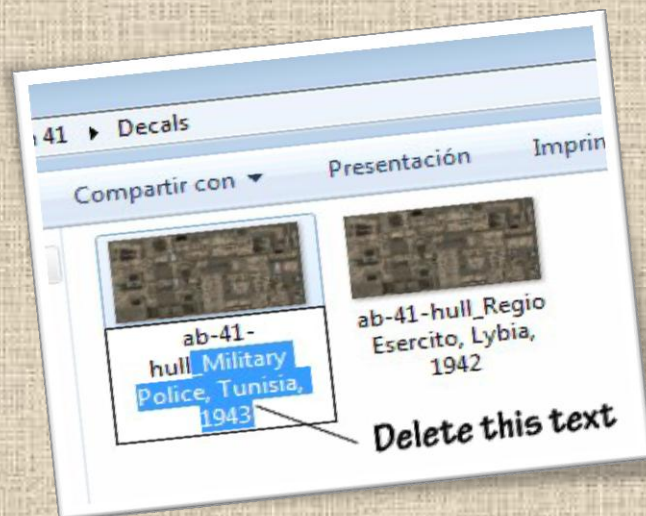 41 ▸ Decals
Compartir con ▼ Presentación Imprin
ab-41-
hull_Military
Police, Tunisia,
1943
ab-41-hull_Regio
Esercito, Lybia,
1942
Delete this text